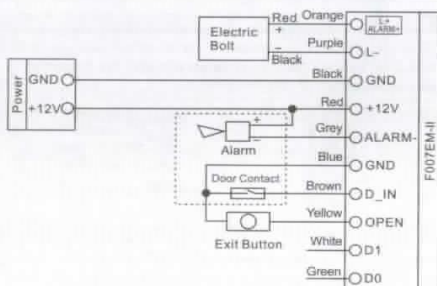 Red Orange
L+
ALARM+
Electric
Bolt
+
−
Purple
L-
Black
Power
GND
Black
GND
+12V
Red
+12V
+
−
Alarm
Grey
ALARM-
Blue
GND
Door Contact
Brown
D_IN
Yellow
OPEN
Exit Button
White
D1
Green
D0
F007EM-II